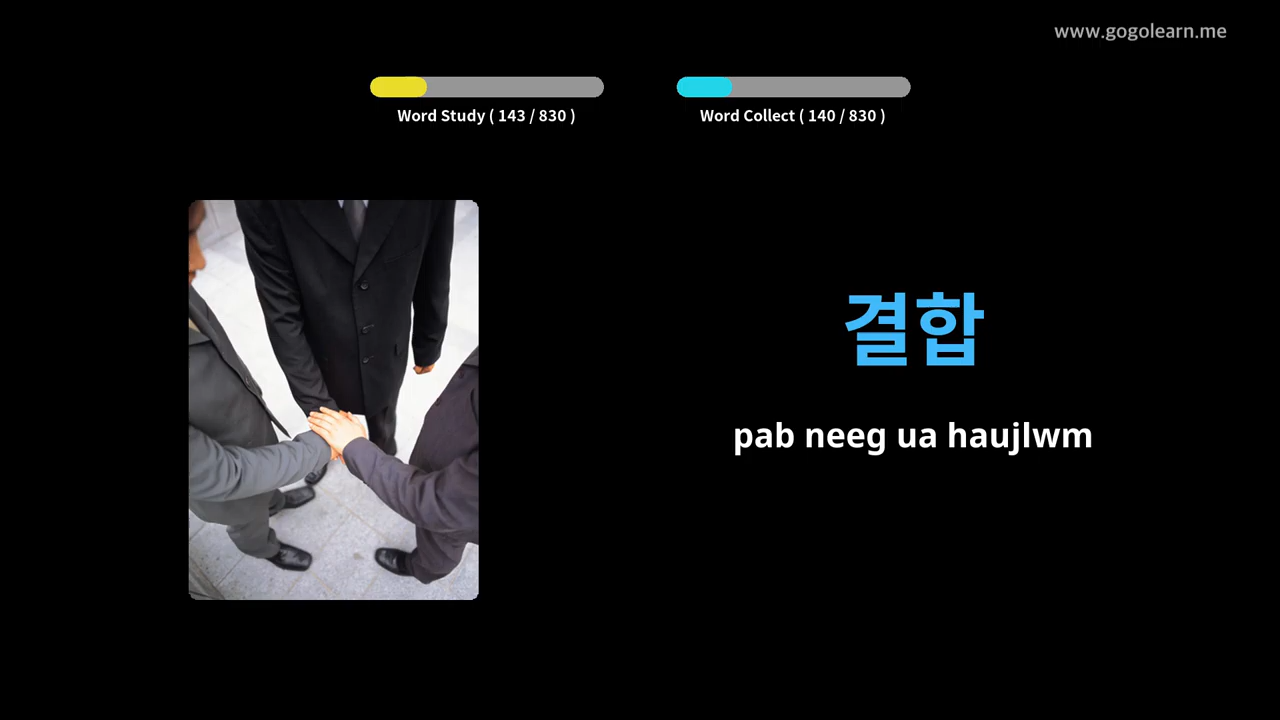 www.gogolearn.me
Word Study ( 143 / 830 )
Word Collect ( 140 / 830 )
결합
pab neeg ua haujlwm